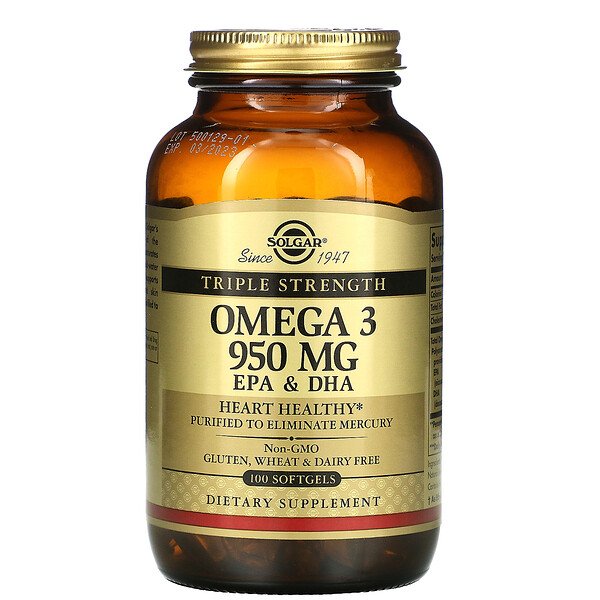 LOT 500129-01
EXP. 03/2023
SOLGAR®
Since 1947
TRIPLE STRENGTH
OMEGA 3
950 MG
EPA & DHA
HEART HEALTHY*
PURIFIED TO ELIMINATE MERCURY
Non-GMO
GLUTEN, WHEAT & DAIRY FREE
100 SOFTGELS
DIETARY SUPPLEMENT